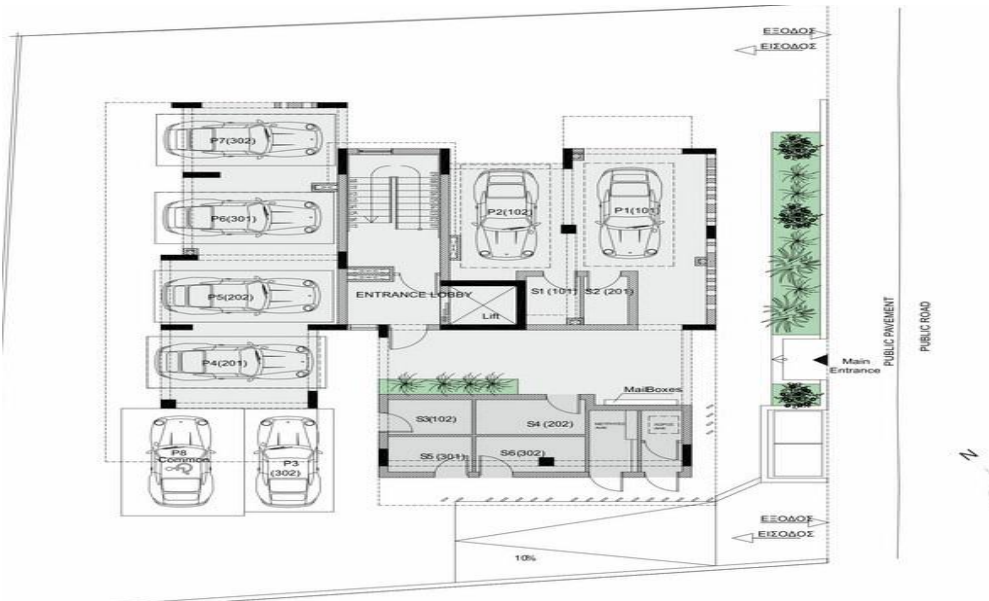 ΕΞΟΔΟΣ
ΕΙΣΟΔΟΣ
P7(302)
P6(301)
P2(102)
P1(101)
P5(202)
ENTRANCE LOBBY
S1 (101)
S2 (201)
Lift
P4(201)
PUBLIC PAVEMENT
PUBLIC ROAD
Main
Entrance
MailBoxes
S3(102)
S4 (202)
S5 (301)
S6(302)
P8
Common
P3
(302)
N
ΕΞΟΔΟΣ
ΕΙΣΟΔΟΣ
10%